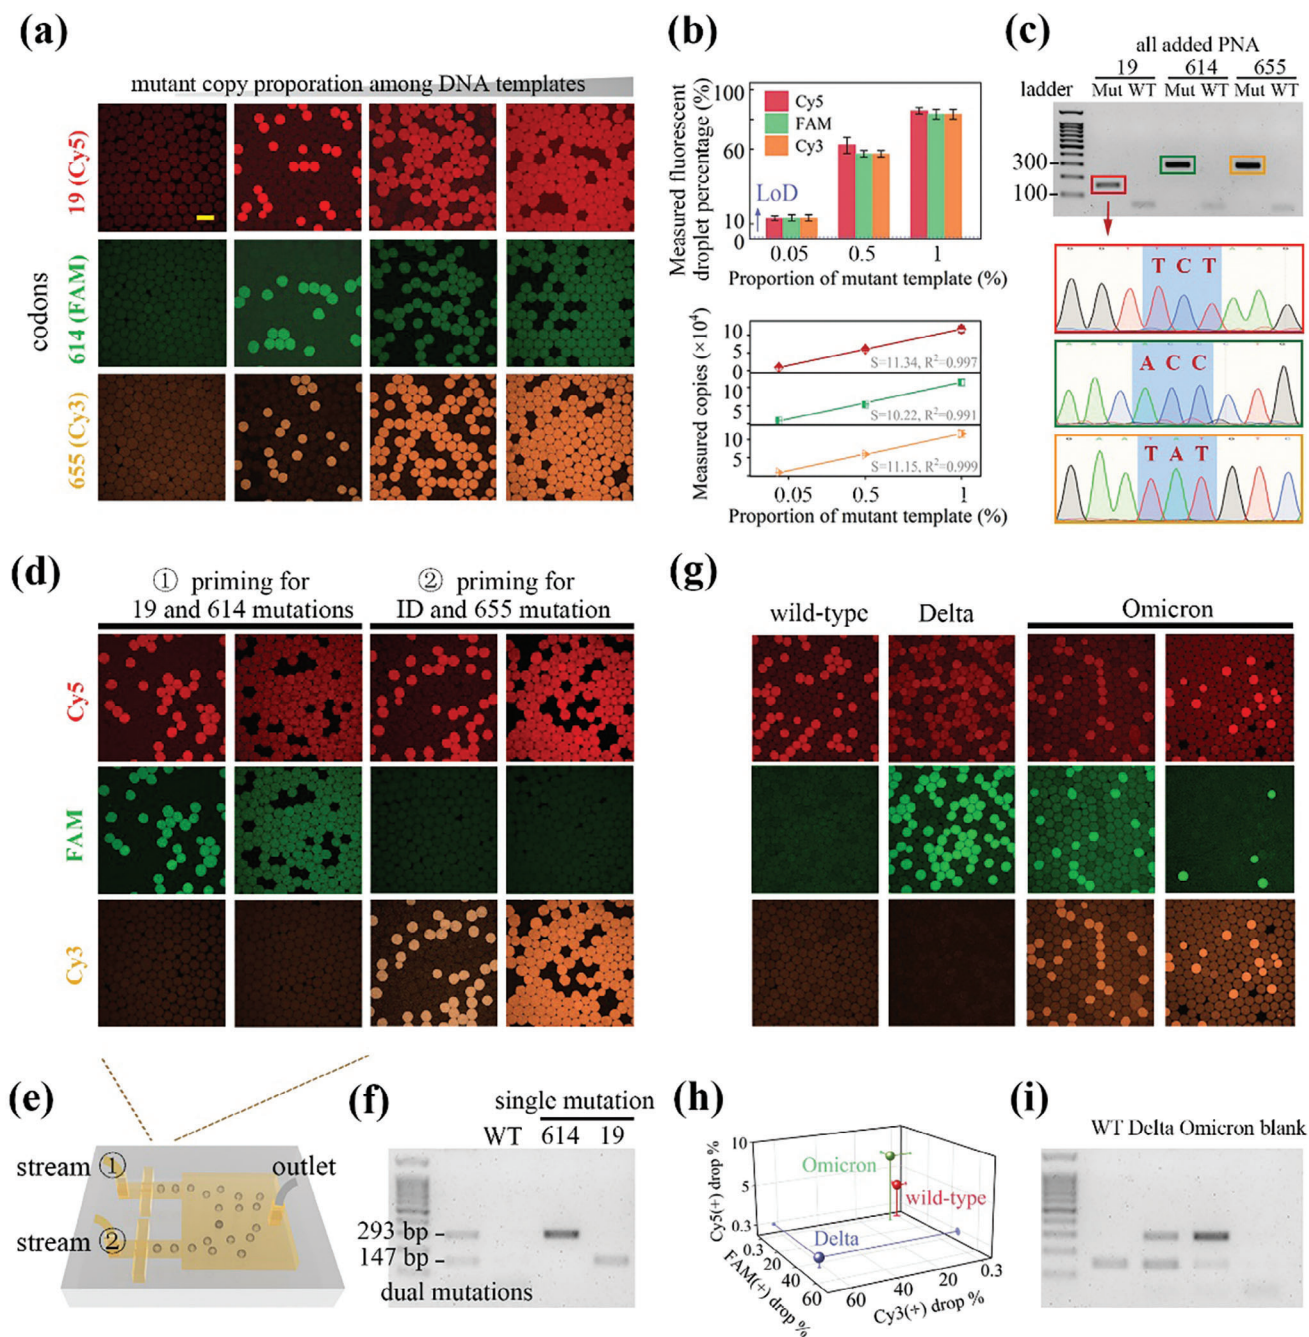 (a)
mutant copy proporation among DNA templates
codons
19 (Cy5)
614 (FAM)
655 (Cy3)
(b)
Measured fluorescent
droplet percentage (%)
100
60
10
0
Cy5
FAM
Cy3
LoD
0.05 0.5 1
Proportion of mutant template (%)
Measured copies (×10⁴)
10
5
0
S=11.34, R²=0.997
10
5
S=10.22, R²=0.991
10
5
S=11.15, R²=0.999
0.05 0.5 1
Proportion of mutant template (%)
(c)
all added PNA
19 614 655
ladder Mut WT Mut WT Mut WT
300
100
T C T
A C C
T A T
(d)
① priming for
19 and 614 mutations
② priming for
ID and 655 mutation
Cy5
FAM
Cy3
(g)
wild-type Delta Omicron
(e)
stream ①
stream ②
outlet
(f)
single mutation
WT 614 19
293 bp
147 bp
dual mutations
(h)
Cy5(+) drop %
10
5
0.3
Omicron
wild-type
Delta
0.3
20
40
60
FAM(+) drop %
60
40
20
0.3
Cy3(+) drop %
(i)
WT Delta Omicron blank